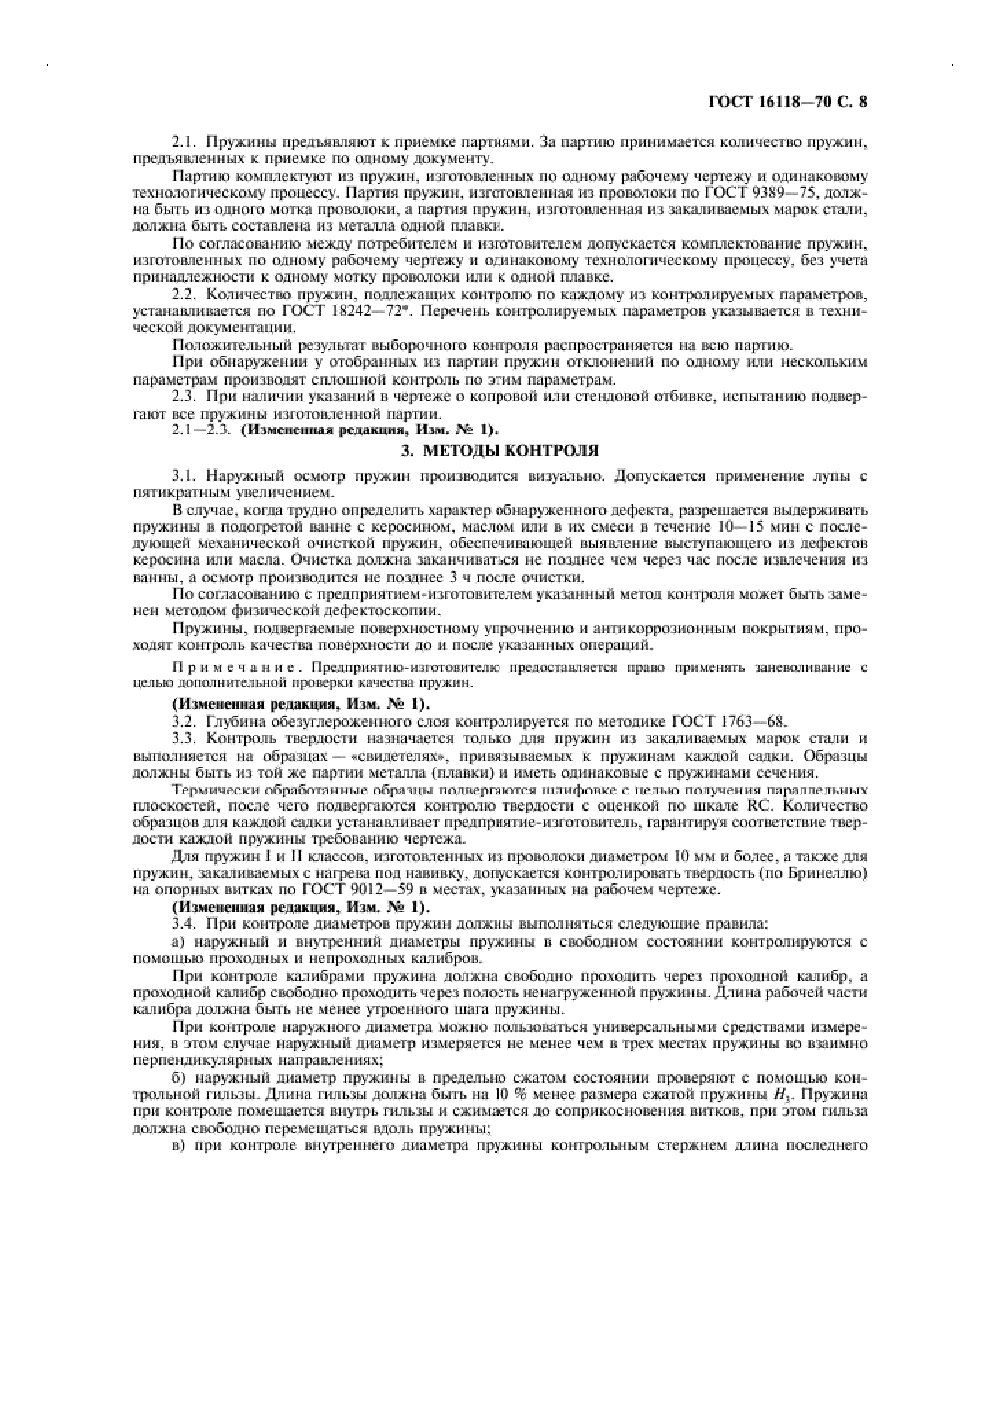 ГОСТ 16118—70 С. 8
2.1. Пружины предъявляют к приемке партиями. За партию принимается количество пружин,
предъявленных к приемке по одному документу.
Партию комплектуют из пружин, изготовленных по одному рабочему чертежу и одинаковому
технологическому процессу. Партия пружин, изготовленная из проволоки по ГОСТ 9389—75, долж-
на быть из одного мотка проволоки, а партия пружин, изготовленная из закаливаемых марок стали,
должна быть составлена из металла одной плавки.
По согласованию между потребителем и изготовителем допускается комплектование пружин,
изготовленных по одному рабочему чертежу и одинаковому технологическому процессу, без учета
принадлежности к одному мотку проволоки или к одной плавке.
2.2. Количество пружин, подлежащих контролю по каждому из контролируемых параметров,
устанавливается по ГОСТ 18242—72*. Перечень контролируемых параметров указывается в техни-
ческой документации.
Положительный результат выборочного контроля распространяется на всю партию.
При обнаружении у отобранных из партии пружин отклонений по одному или нескольким
параметрам производят сплошной контроль по этим параметрам.
2.3. При наличии указаний в чертеже о копровой или стендовой отбивке, испытанию подвер-
гают все пружины изготовленной партии.
2.1—2.3. (Измененная редакция, Изм. № 1).
3. МЕТОДЫ КОНТРОЛЯ
3.1. Наружный осмотр пружин производится визуально. Допускается применение лупы с
пятикратным увеличением.
В случае, когда трудно определить характер обнаруженного дефекта, разрешается выдерживать
пружины в подогретой ванне с керосином, маслом или в их смеси в течение 10—15 мин с после-
дующей механической очисткой пружин, обеспечивающей выявление выступающего из дефектов
керосина или масла. Очистка должна заканчиваться не позднее чем через час после извлечения из
ванны, а осмотр производится не позднее 3 ч после очистки.
По согласованию с предприятием-изготовителем указанный метод контроля может быть заме-
нен методом физической дефектоскопии.
Пружины, подвергаемые поверхностному упрочнению и антикоррозионным покрытиям, про-
ходят контроль качества поверхности до и после указанных операций.
Примечание. Предприятию-изготовителю предоставляется право применять заневоливание с
целью дополнительной проверки качества пружин.
(Измененная редакция, Изм. № 1).
3.2. Глубина обезуглероженного слоя контролируется по методике ГОСТ 1763—68.
3.3. Контроль твердости назначается только для пружин из закаливаемых марок стали и
выполняется на образцах — «свидетелях», привязываемых к пружинам каждой садки. Образцы
должны быть из той же партии металла (плавки) и иметь одинаковые с пружинами сечения.
Термически обработанные образцы подвергаются шлифовке с целью получения параллельных
плоскостей, после чего подвергаются контролю твердости с оценкой по шкале RC. Количество
образцов для каждой садки устанавливает предприятие-изготовитель, гарантируя соответствие твер-
дости каждой пружины требованию чертежа.
Для пружин I и II классов, изготовленных из проволоки диаметром 10 мм и более, а также для
пружин, закаливаемых с нагрева под навивку, допускается контролировать твердость (по Бринеллю)
на опорных витках по ГОСТ 9012—59 в местах, указанных на рабочем чертеже.
(Измененная редакция, Изм. № 1).
3.4. При контроле диаметров пружин должны выполняться следующие правила:
а) наружный и внутренний диаметры пружины в свободном состоянии контролируются с
помощью проходных и непроходных калибров.
При контроле калибрами пружина должна свободно проходить через проходной калибр, а
проходной калибр свободно проходить через полость ненагруженной пружины. Длина рабочей части
калибра должна быть не менее утроенного шага пружины.
При контроле наружного диаметра можно пользоваться универсальными средствами измере-
ния, в этом случае наружный диаметр измеряется не менее чем в трех местах пружины во взаимно
перпендикулярных направлениях;
б) наружный диаметр пружины в предельно сжатом состоянии проверяют с помощью кон-
трольной гильзы. Длина гильзы должна быть на 10 % менее размера сжатой пружины H₃. Пружина
при контроле помещается внутрь гильзы и сжимается до соприкосновения витков, при этом гильза
должна свободно перемещаться вдоль пружины;
в) при контроле внутреннего диаметра пружины контрольным стержнем длина последнего